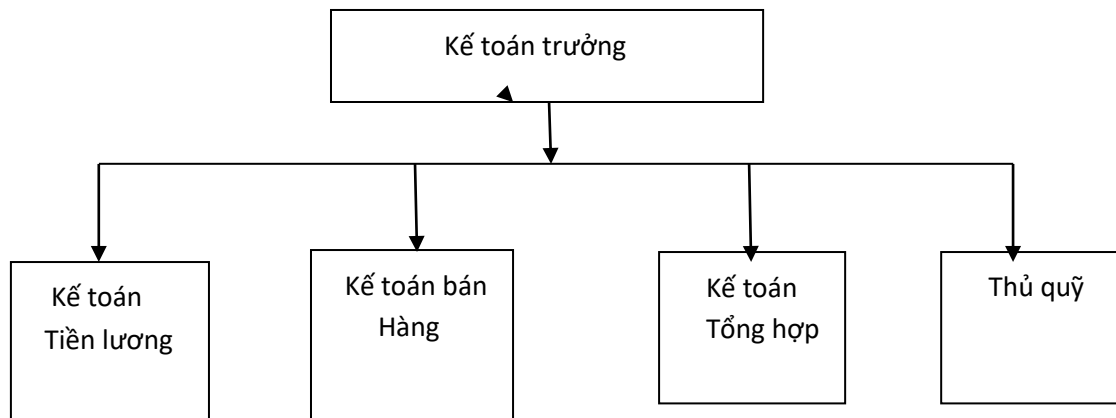 Kế toán trưởng
Kế toán
Tiền lương
Kế toán bán
Hàng
Kế toán
Tổng hợp
Thủ quỹ